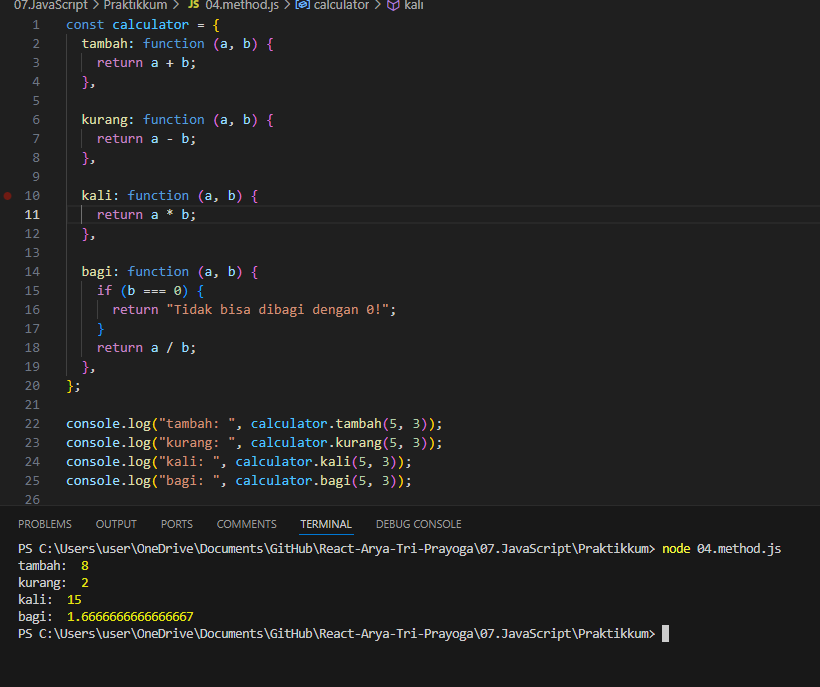 07.JavaScript > Praktikkum > JS 04.method.js > calculator > kali
1 const calculator = {
2   tambah: function (a, b) {
3     return a + b;
4   },
5
6   kurang: function (a, b) {
7     return a - b;
8   },
9
10   kali: function (a, b) {
11     return a * b;
12   },
13
14   bagi: function (a, b) {
15     if (b === 0) {
16       return "Tidak bisa dibagi dengan 0!";
17     }
18     return a / b;
19   },
20 };
21
22 console.log("tambah: ", calculator.tambah(5, 3));
23 console.log("kurang: ", calculator.kurang(5, 3));
24 console.log("kali: ", calculator.kali(5, 3));
25 console.log("bagi: ", calculator.bagi(5, 3));
26
PROBLEMS OUTPUT PORTS COMMENTS TERMINAL DEBUG CONSOLE
PS C:\Users\user\OneDrive\Documents\GitHub\React-Arya-Tri-Prayoga\07.JavaScript\Praktikkum> node 04.method.js
tambah:  8
kurang:  2
kali:  15
bagi:  1.6666666666666667
PS C:\Users\user\OneDrive\Documents\GitHub\React-Arya-Tri-Prayoga\07.JavaScript\Praktikkum>